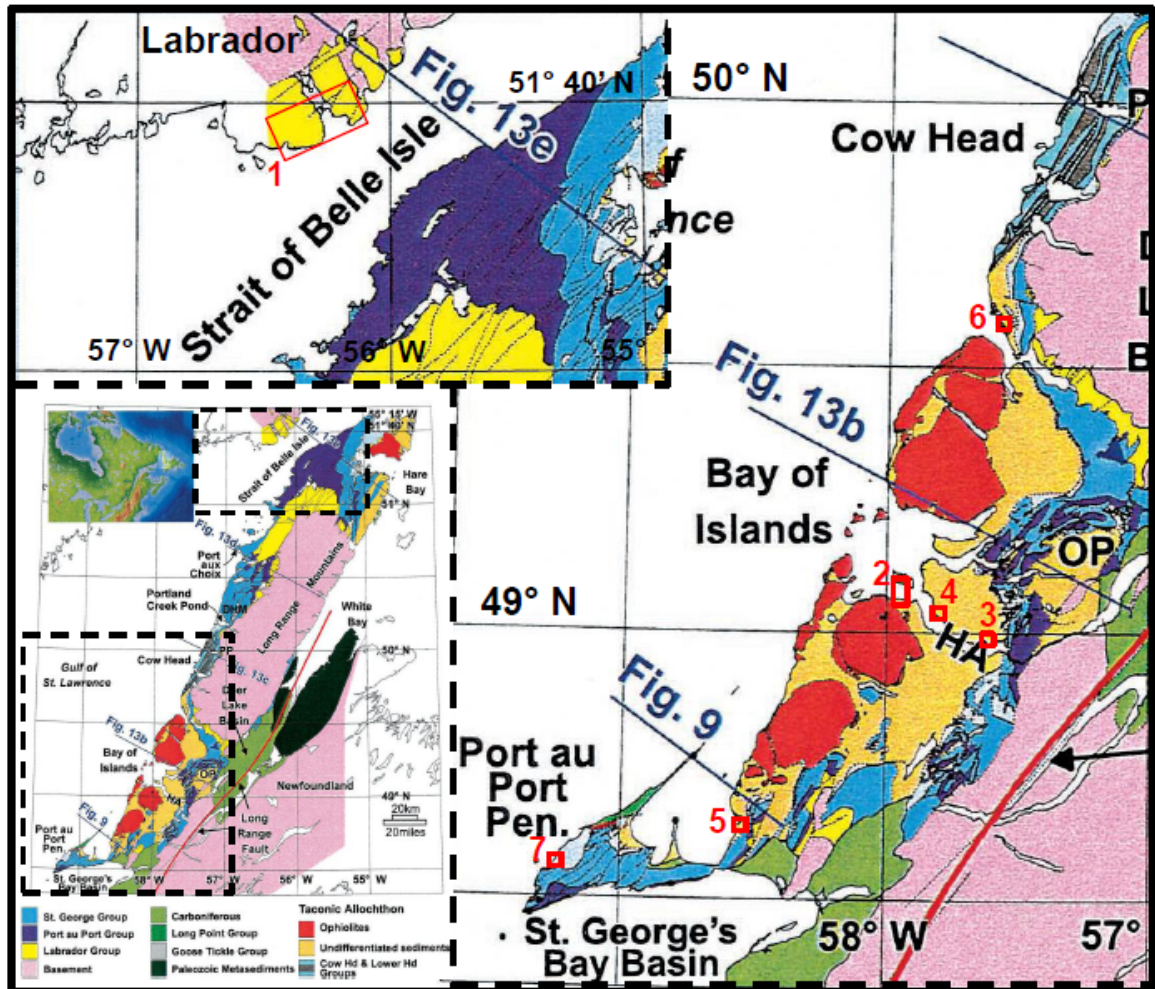 Labrador
51° 40' N
Fig. 13e
1
Strait of Belle Isle
57° W
56° W
55°
f
nce
50° N
P
Cow Head
D
L
B
6
Fig. 13b
Bay of
Islands
OP
2
4
3
49° N
HA
Fig. 9
Port au
Port
Pen.
5
7
St. George's
Bay Basin
58° W
57°
55° 15' W
51° 40' N
Strait of Belle Isle
Hare
Bay
51° N
Fig. 13d
Port
aux
Choix
Mountains
Portland
Creek Pond
DHM
Long Range
White
Bay
50° N
PP
Cow Head
Fig. 13c
Gulf of
St. Lawrence
Deer
Lake
Basin
Fig. 13b
Bay of
Islands
OP
Newfoundland
HA
49° N
Fig. 9
20km
20miles
Port au
Port
Pen.
Long
Range
Fault
St. George's
Bay Basin
58° W
57° W
56° W
55° W
St. George Group
Port au Port Group
Labrador Group
Basement
Carboniferous
Long Point Group
Goose Tickle Group
Paleozoic Metasediments
Taconic Allochthon
Ophiolites
Undifferentiated sediments
Cow Hd & Lower Hd
Groups